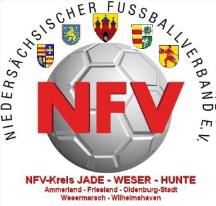 NIEDERSÄCHSISCHER FUSSBALLVERBAND E.V.
NFV
NFV-Kreis JADE - WESER - HUNTE
Ammerland - Friesland - Oldenburg-Stadt
Wesermarsch - Wilhelmshaven